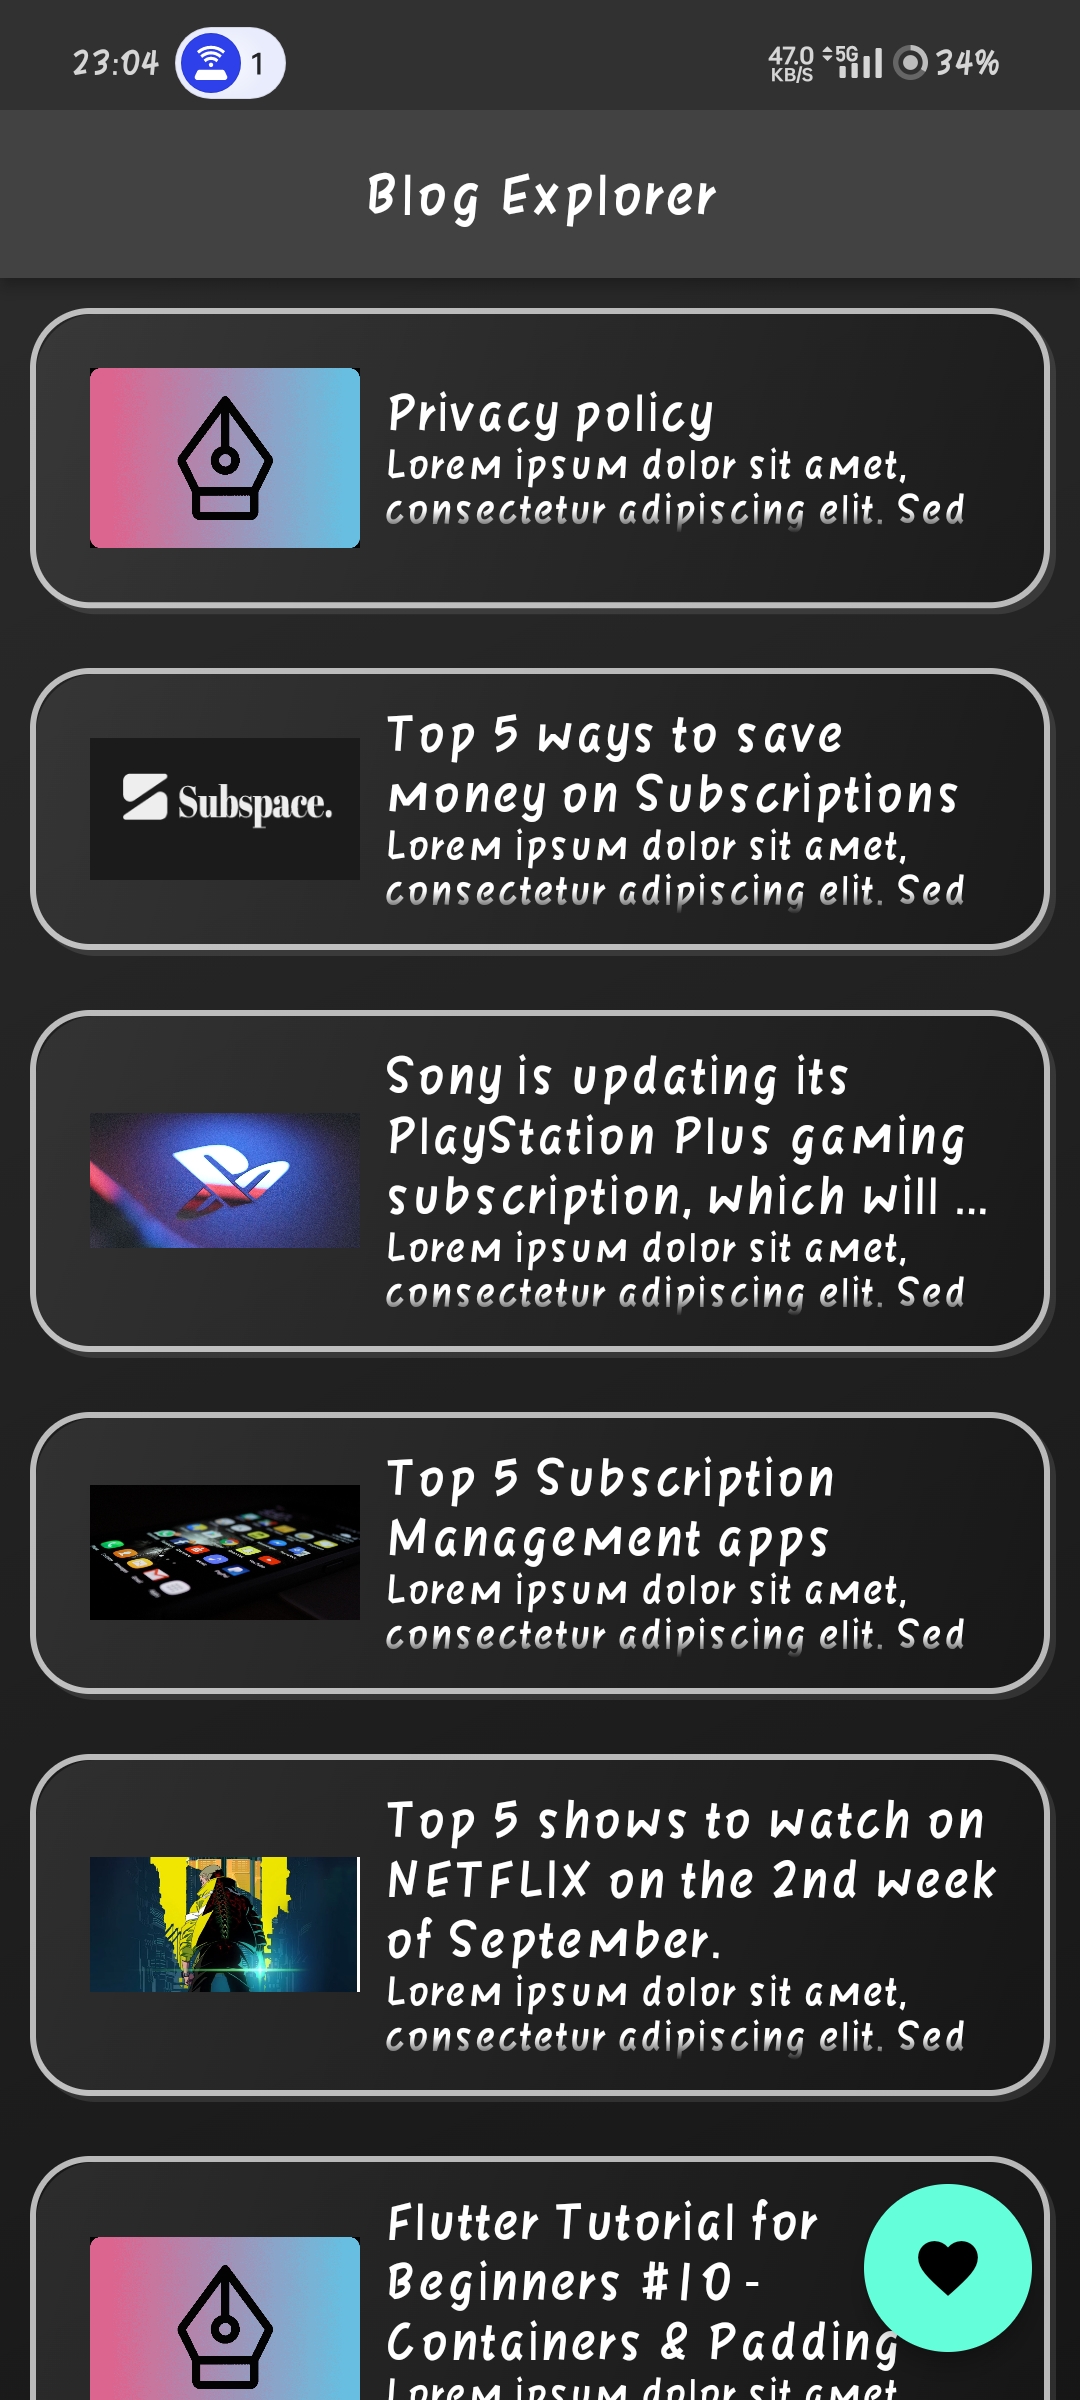 23:04 1 47.0 KB/S 5G 34%
Blog Explorer
Privacy policy
Lorem ipsum dolor sit amet,
consectetur adipiscing elit. Sed
Subspace.
Top 5 ways to save
money on Subscriptions
Lorem ipsum dolor sit amet,
consectetur adipiscing elit. Sed
Sony is updating its
PlayStation Plus gaming
subscription, which will ...
Lorem ipsum dolor sit amet,
consectetur adipiscing elit. Sed
Top 5 Subscription
Management apps
Lorem ipsum dolor sit amet,
consectetur adipiscing elit. Sed
Top 5 shows to watch on
NETFLIX on the 2nd week
of September.
Lorem ipsum dolor sit amet,
consectetur adipiscing elit. Sed
Flutter Tutorial for
Beginners #10 -
Containers & Padding
Lorem ipsum dolor sit amet